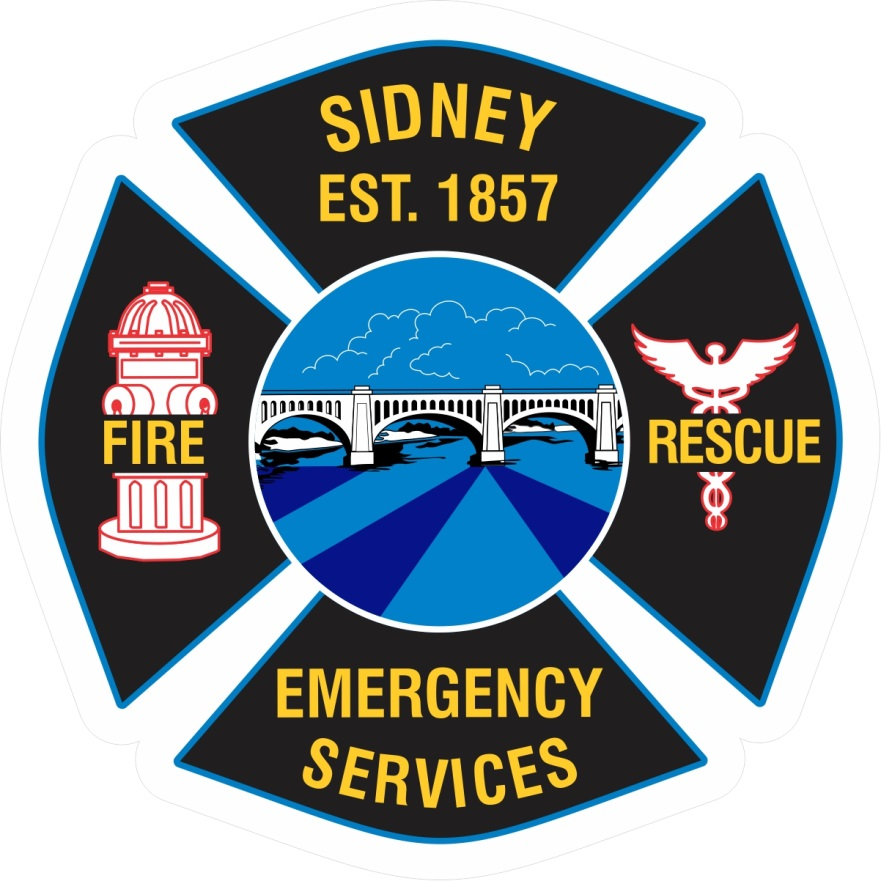 SIDNEY
EST. 1857
FIRE
RESCUE
EMERGENCY
SERVICES